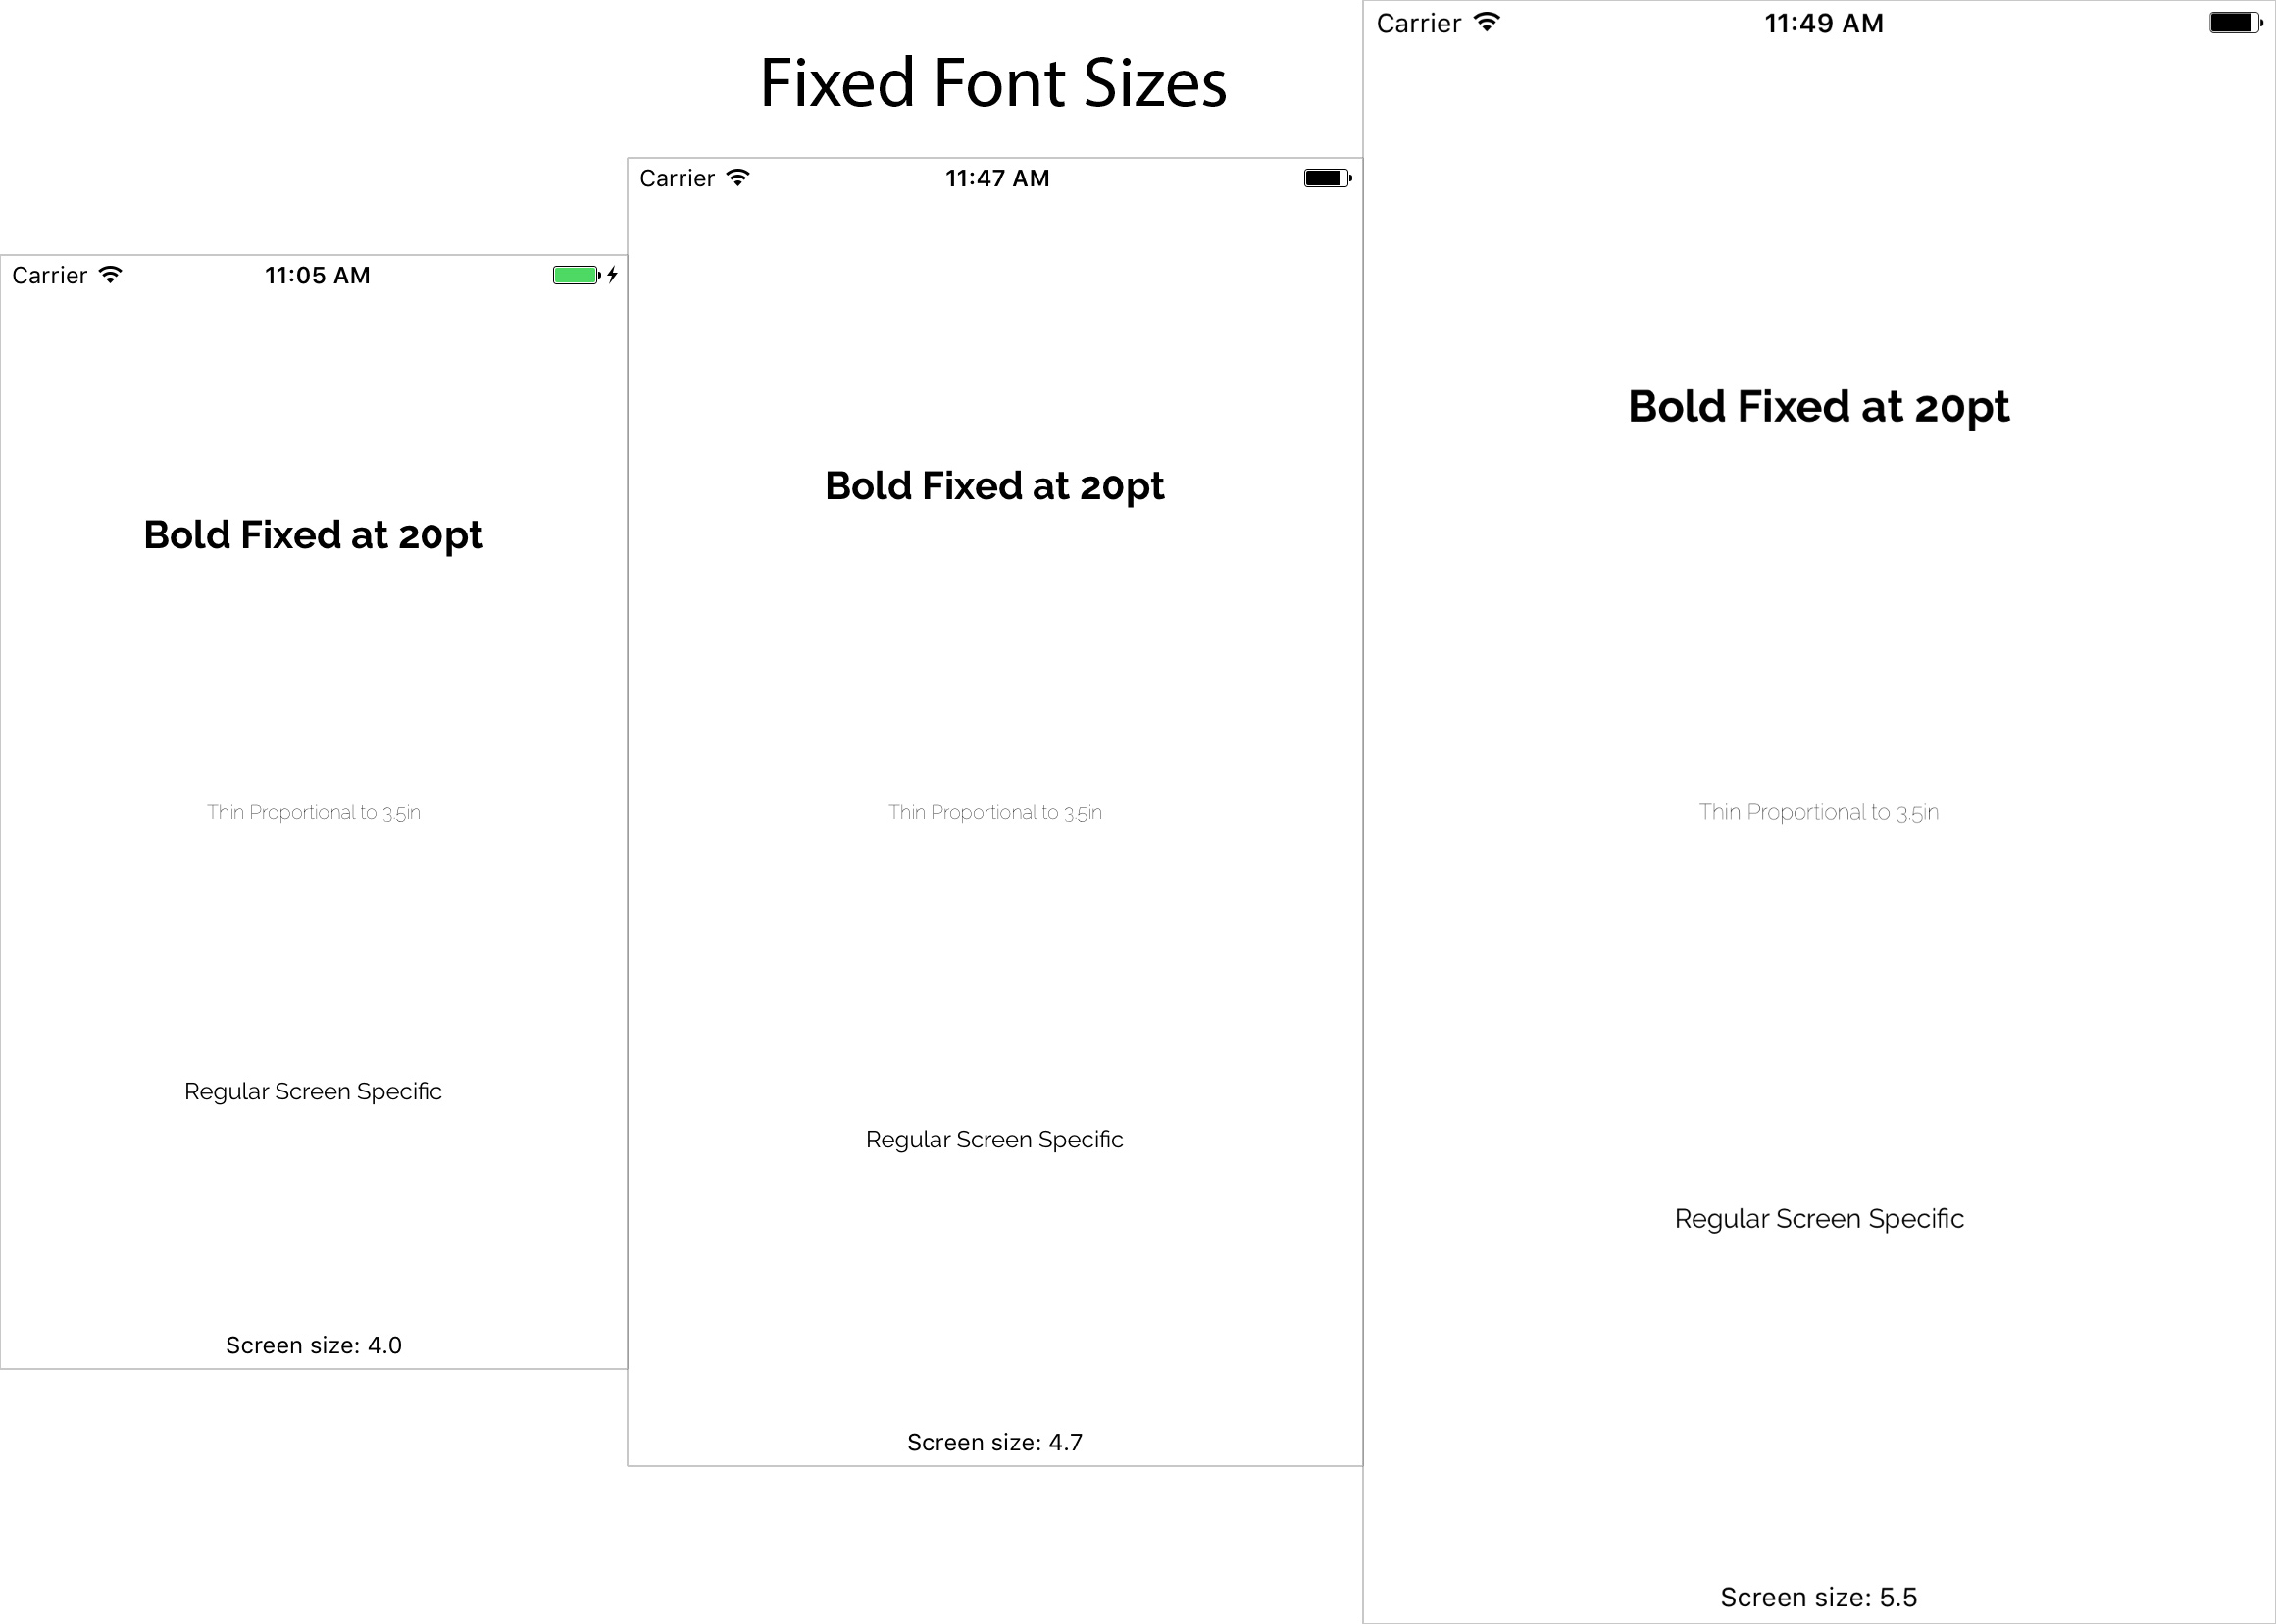 Fixed Font Sizes
Carrier 11:05 AM
Bold Fixed at 20pt
Thin Proportional to 3.5in
Regular Screen Specific
Screen size: 4.0
Carrier 11:47 AM
Bold Fixed at 20pt
Thin Proportional to 3.5in
Regular Screen Specific
Screen size: 4.7
Carrier 11:49 AM
Bold Fixed at 20pt
Thin Proportional to 3.5in
Regular Screen Specific
Screen size: 5.5